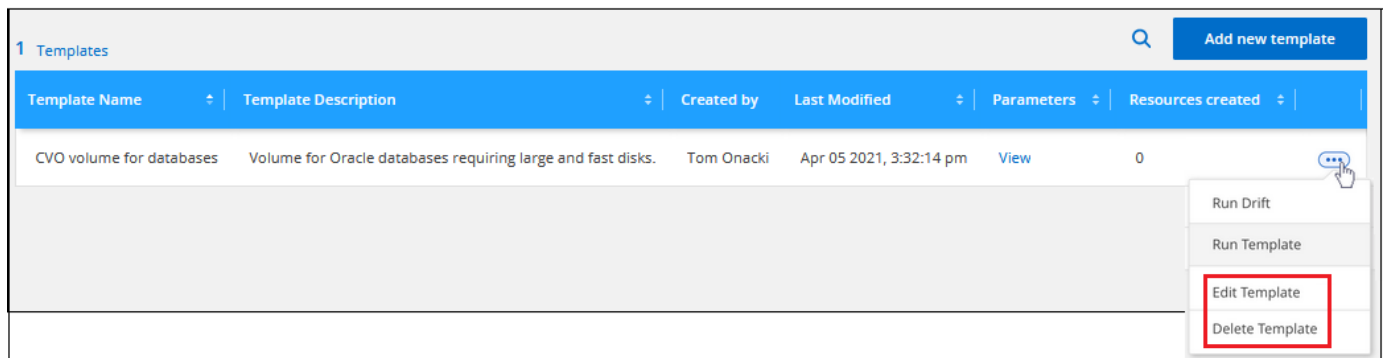 1 Templates
Add new template
Template Name Template Description Created by Last Modified Parameters Resources created
CVO volume for databases Volume for Oracle databases requiring large and fast disks. Tom Onacki Apr 05 2021, 3:32:14 pm View 0
Run Drift
Run Template
Edit Template
Delete Template